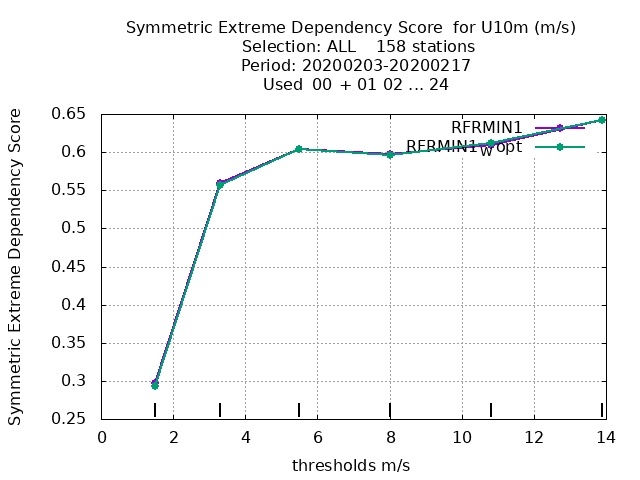 Symmetric Extreme Dependency Score for U10m (m/s)
Selection: ALL 158 stations
Period: 20200203-20200217
Used 00 + 01 02 ... 24
Symmetric Extreme Dependency Score
0.65
0.6
0.55
0.5
0.45
0.4
0.35
0.3
0.25
RFRMIN1
RFRMIN1wopt
0 2 4 6 8 10 12 14
thresholds m/s